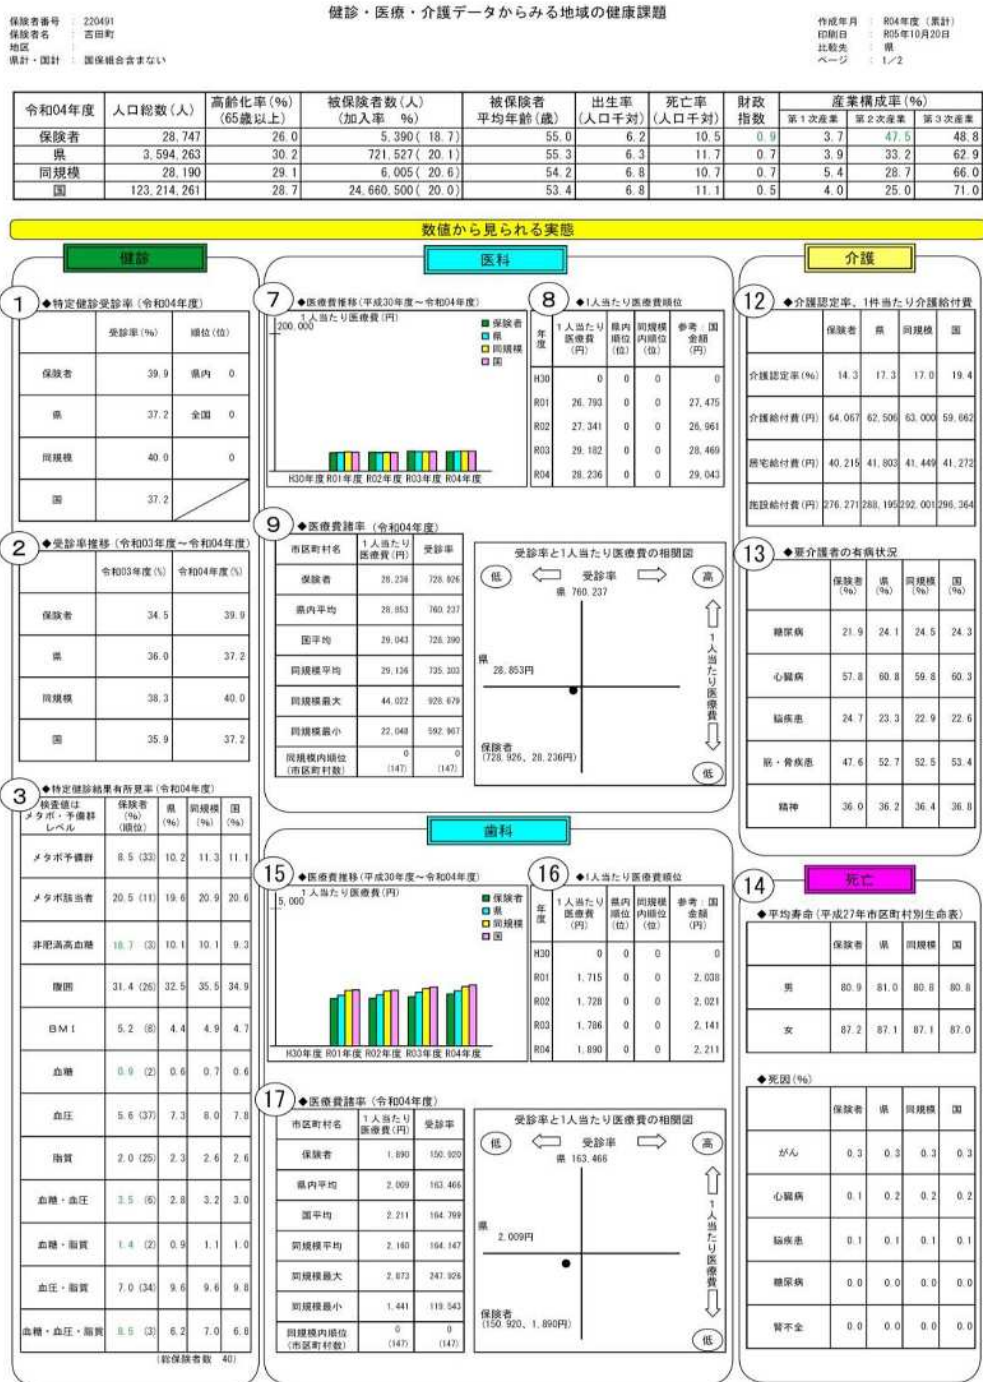 健診・医療・介護データからみる地域の健康課題
保険者番号 : 220491
保険者名 : 吉田町
地区 :
県計・国計 : 国保組合含まない
作成年月 : R04年度(累計)
印刷日 : R05年10月20日
比較先 : 県
ページ : 1/2
令和04年度 人口総数(人) 高齢化率(%)(65歳以上) 被保険者数(人)(加入率 %) 被保険者平均年齢(歳) 出生率(人口千対) 死亡率(人口千対) 財政指数 産業構成率(%) 第1次産業 第2次産業 第3次産業
保険者 28,747 26.0 5,390( 18.7) 55.0 6.2 10.5 0.9 3.7 47.5 48.8
県 3,594,263 30.2 721,527( 20.1) 55.3 6.3 11.7 0.7 3.9 33.2 62.9
同規模 28,190 29.1 6,005( 20.6) 54.2 6.8 10.7 0.7 5.4 28.7 66.0
国 123,214,261 28.7 24,660,500( 20.0) 53.4 6.8 11.1 0.5 4.0 25.0 71.0
数値から見られる実態
健診
① ◆特定健診受診率(令和04年度)
受診率(%) 順位(位)
保険者 39.9 県内 0
県 37.2 全国 0
同規模 40.0 0
国 37.2
② ◆受診率推移(令和03年度~令和04年度)
令和03年度(%) 令和04年度(%)
保険者 34.5 39.9
県 36.0 37.2
同規模 38.3 40.0
国 35.9 37.2
③ ◆特定健診結果有所見率(令和04年度)
検査値はメタボ・予備群レベル 保険者(%)(順位) 県(%) 同規模(%) 国(%)
メタボ予備群 8.5 (33) 10.2 11.3 11.1
メタボ該当者 20.5 (11) 19.6 20.9 20.6
非肥満高血糖 18.7 (3) 10.1 10.1 9.3
腹囲 31.4 (26) 32.5 35.5 34.9
BMI 5.2 (8) 4.4 4.9 4.7
血糖 0.9 (2) 0.6 0.7 0.6
血圧 5.6 (37) 7.3 8.0 7.8
脂質 2.0 (25) 2.3 2.6 2.6
血糖・血圧 3.5 (6) 2.8 3.2 3.0
血糖・脂質 1.4 (2) 0.9 1.1 1.0
血圧・脂質 7.0 (34) 9.6 9.6 9.8
血糖・血圧・脂質 8.5 (3) 6.2 7.0 6.8
(総保険者数 40)
医科
⑦ ◆医療費推移(平成30年度~令和04年度)
1人当たり医療費(円)
200,000
保険者
県
同規模
国
H30年度 R01年度 R02年度 R03年度 R04年度
⑧ ◆1人当たり医療費順位
年度 1人当たり医療費(円) 県内順位(位) 同規模内順位(位) 参考:国金額(円)
H30 0 0 0 0
R01 26,793 0 0 27,475
R02 27,341 0 0 26,961
R03 29,182 0 0 28,469
R04 28,236 0 0 29,043
⑨ ◆医療費諸率(令和04年度)
市区町村名 1人当たり医療費(円) 受診率
保険者 28,236 728.926
県内平均 28,853 760.237
国平均 29,043 728.390
同規模平均 29,136 735.303
同規模最大 44,022 928.679
同規模最小 22,048 592.967
同規模内順位(市区町村数) 0 (147) 0 (147)
受診率と1人当たり医療費の相関図
低 受診率 高
県 760.237
県
28,853円
1人当たり医療費
保険者
(728.926, 28,236円)
低
歯科
⑮ ◆医療費推移(平成30年度~令和04年度)
1人当たり医療費(円)
5,000
保険者
県
同規模
国
H30年度 R01年度 R02年度 R03年度 R04年度
⑯ ◆1人当たり医療費順位
年度 1人当たり医療費(円) 県内順位(位) 同規模内順位(位) 参考:国金額(円)
H30 0 0 0 0
R01 1,715 0 0 2,038
R02 1,728 0 0 2,021
R03 1,786 0 0 2,141
R04 1,890 0 0 2,211
⑰ ◆医療費諸率(令和04年度)
市区町村名 1人当たり医療費(円) 受診率
保険者 1,890 150.920
県内平均 2,009 163.466
国平均 2,211 164.799
同規模平均 2,160 164.147
同規模最大 2,873 247.926
同規模最小 1,441 119.543
同規模内順位(市区町村数) 0 (147) 0 (147)
受診率と1人当たり医療費の相関図
低 受診率 高
県 163.466
県
2,009円
1人当たり医療費
保険者
(150.920, 1,890円)
低
介護
⑫ ◆介護認定率、1件当たり介護給付費
保険者 県 同規模 国
介護認定率(%) 14.3 17.3 17.0 19.4
介護給付費(円) 64,067 62,506 63,000 59,662
居宅給付費(円) 40,215 41,803 41,449 41,272
施設給付費(円) 276,271 288,195 292,001 296,364
⑬ ◆要介護者の有病状況
保険者(%) 県(%) 同規模(%) 国(%)
糖尿病 21.9 24.1 24.5 24.3
心臓病 57.8 60.8 59.8 60.3
脳疾患 24.7 23.3 22.9 22.6
筋・骨疾患 47.6 52.7 52.5 53.4
精神 36.0 36.2 36.4 36.8
⑭ 死亡
◆平均寿命(平成27年市区町村別生命表)
保険者 県 同規模 国
男 80.9 81.0 80.8 80.8
女 87.2 87.1 87.1 87.0
◆死因(%)
保険者 県 同規模 国
がん 0.3 0.3 0.3 0.3
心臓病 0.1 0.2 0.2 0.2
脳疾患 0.1 0.1 0.1 0.1
糖尿病 0.0 0.0 0.0 0.0
腎不全 0.0 0.0 0.0 0.0